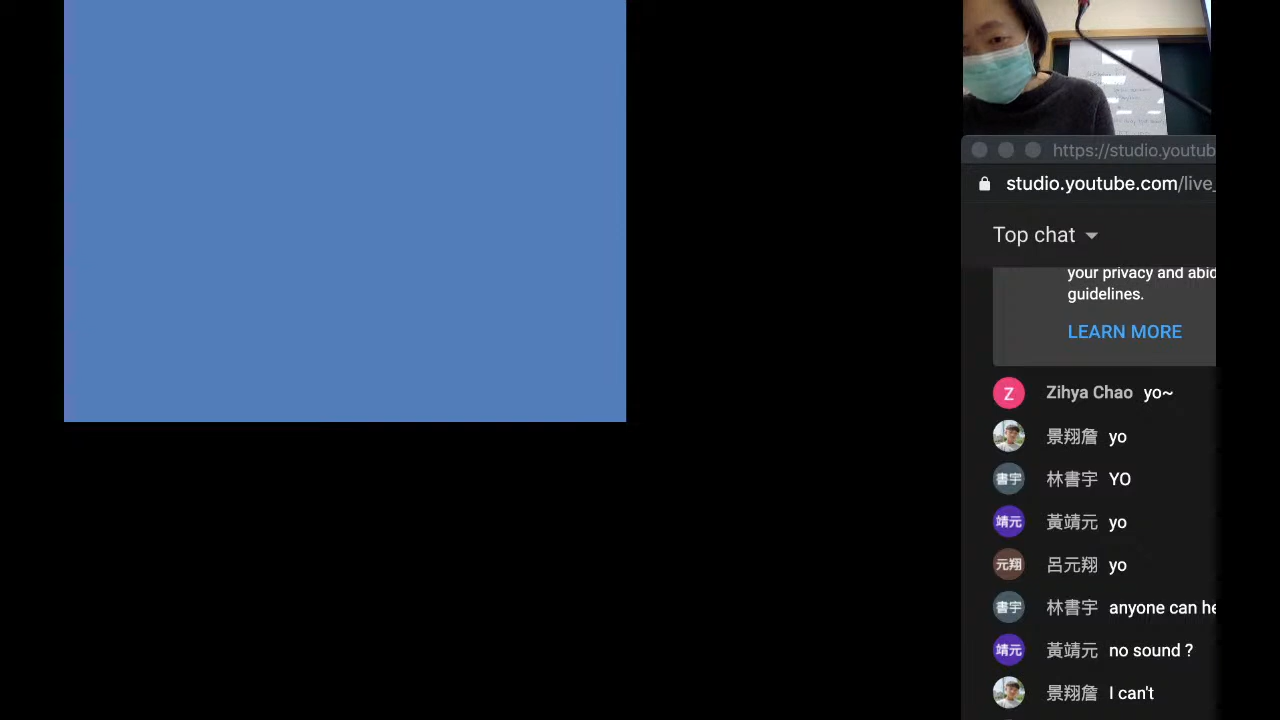 https://studio.youtub
studio.youtube.com/live_
Top chat
your privacy and abid
guidelines.
LEARN MORE
Z Zihya Chao yo~
景翔詹 yo
書宇 林書宇 YO
靖元 黃靖元 yo
元翔 呂元翔 yo
書宇 林書宇 anyone can he
靖元 黃靖元 no sound ?
景翔詹 I can't